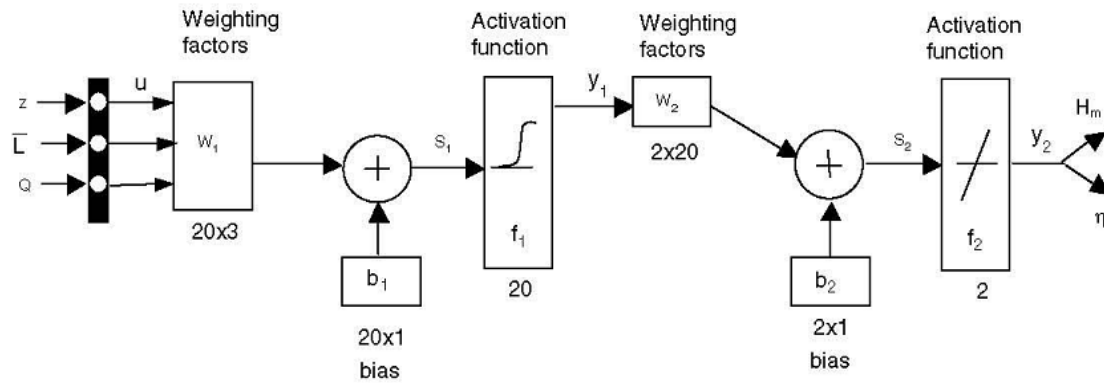 Weighting
factors
Activation
function
Weighting
factors
Activation
function
z
u
L̅
Q
W₁
20x3
S₁
b₁
20x1
bias
f₁
20
y₁
W₂
2x20
S₂
b₂
2x1
bias
f₂
2
y₂
Hₘ
η